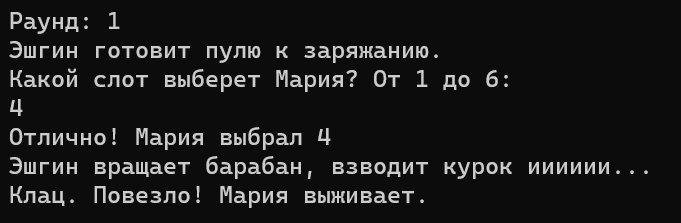 Раунд: 1
Эшгин готовит пулю к заряжанию.
Какой слот выберет Мария? От 1 до 6:
4
Отлично! Мария выбрал 4
Эшгин вращает барабан, взводит курок ииииии...
Клац. Повезло! Мария выживает.